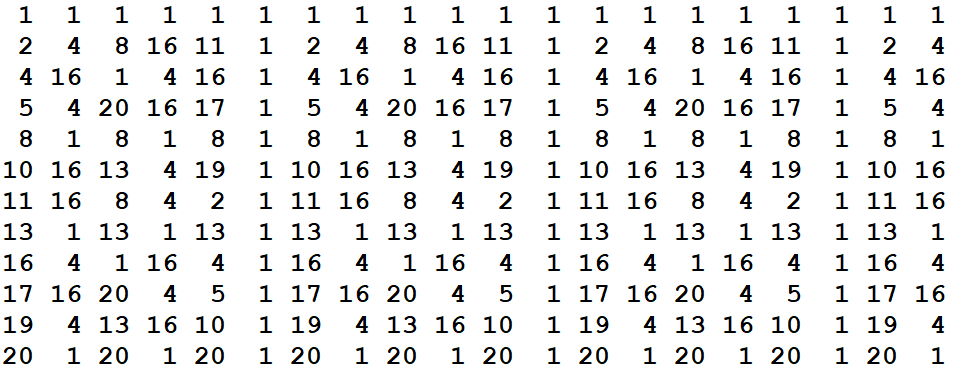 1 1 1 1 1 1 1 1 1 1 1 1 1 1 1 1 1 1 1 1
2 4 8 16 11 1 2 4 8 16 11 1 2 4 8 16 11 1 2 4
4 16 1 4 16 1 4 16 1 4 16 1 4 16 1 4 16 1 4 16
5 4 20 16 17 1 5 4 20 16 17 1 5 4 20 16 17 1 5 4
8 1 8 1 8 1 8 1 8 1 8 1 8 1 8 1 8 1 8 1
10 16 13 4 19 1 10 16 13 4 19 1 10 16 13 4 19 1 10 16
11 16 8 4 2 1 11 16 8 4 2 1 11 16 8 4 2 1 11 16
13 1 13 1 13 1 13 1 13 1 13 1 13 1 13 1 13 1 13 1
16 4 1 16 4 1 16 4 1 16 4 1 16 4 1 16 4 1 16 4
17 16 20 4 5 1 17 16 20 4 5 1 17 16 20 4 5 1 17 16
19 4 13 16 10 1 19 4 13 16 10 1 19 4 13 16 10 1 19 4
20 1 20 1 20 1 20 1 20 1 20 1 20 1 20 1 20 1 20 1